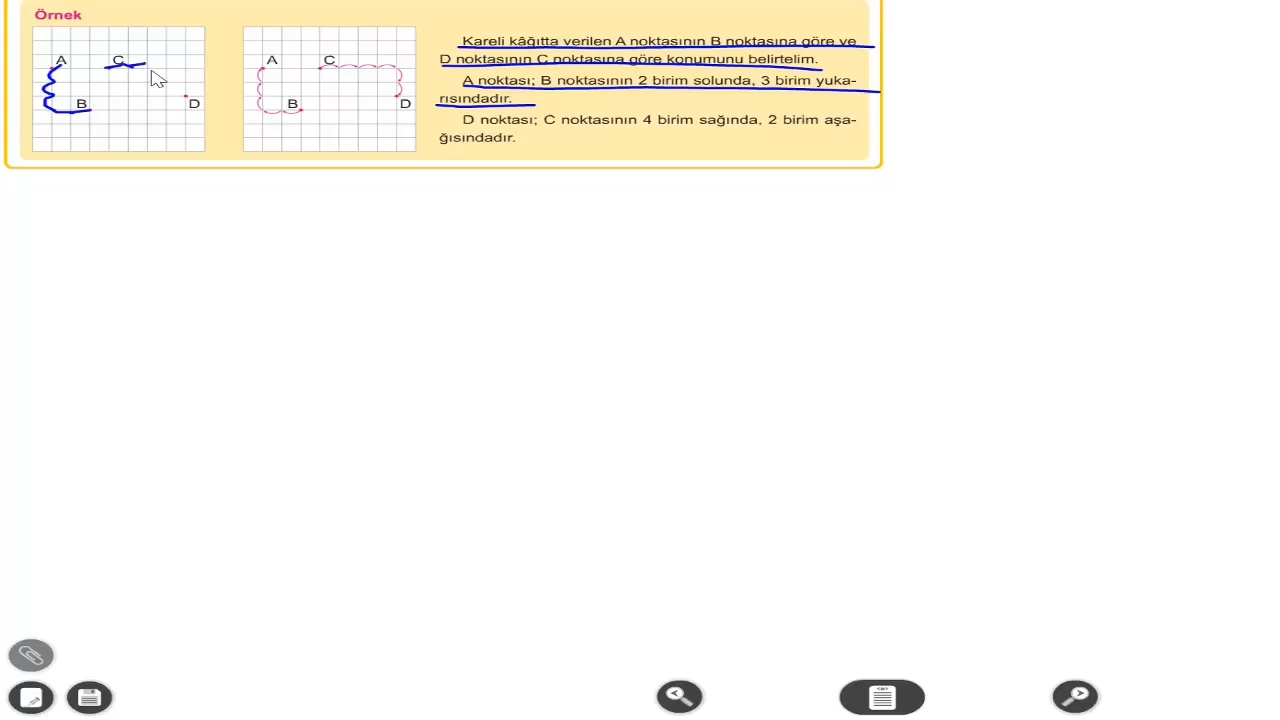 Örnek
A
C
B
D
A
C
B
D
Kareli kâğıtta verilen A noktasının B noktasına göre ve
D noktasının C noktasına göre konumunu belirtelim.
A noktası; B noktasının 2 birim solunda, 3 birim yuka-
rısındadır.
D noktası; C noktasının 4 birim sağında, 2 birim aşa-
ğısındadır.